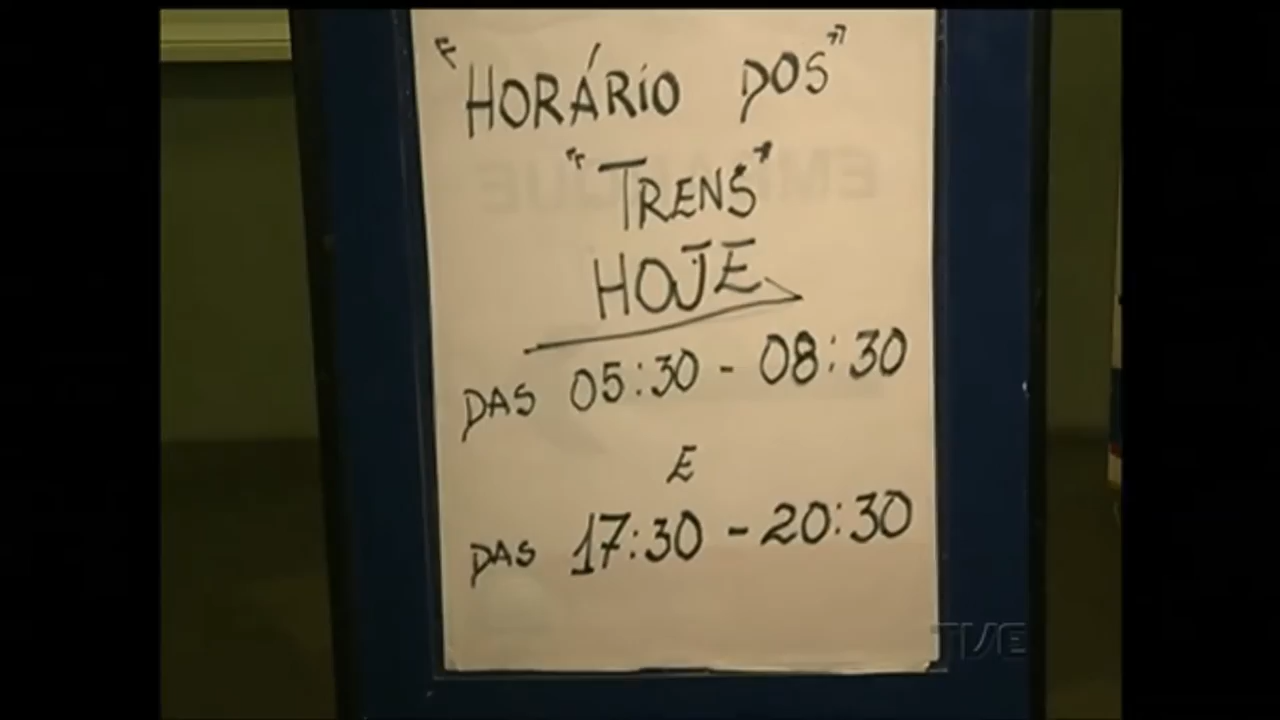 "HORÁRIO DOS"
"TRENS"
HOJE
DAS 05:30 - 08:30
E
DAS 17:30 - 20:30
TVE